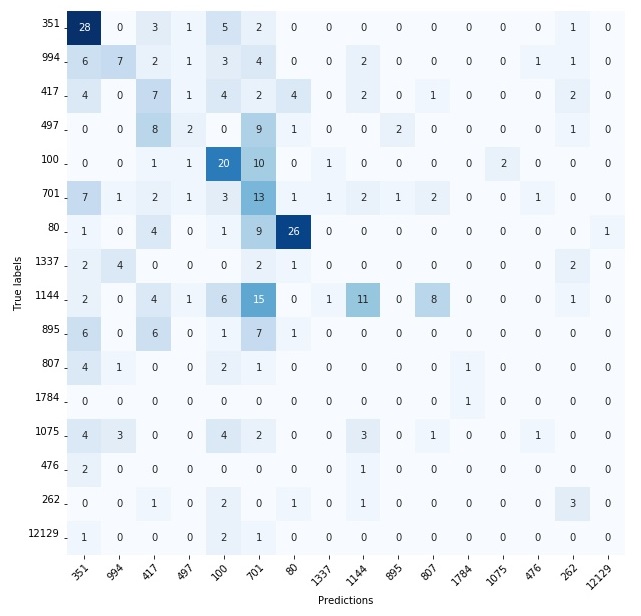 351 28 0 3 1 5 2 0 0 0 0 0 0 0 0 1 0
994 6 7 2 1 3 4 0 0 2 0 0 0 0 1 1 0
417 4 0 7 1 4 2 4 0 2 0 1 0 0 0 2 0
497 0 0 8 2 0 9 1 0 0 2 0 0 0 0 1 0
100 0 0 1 1 20 10 0 1 0 0 0 0 2 0 0 0
701 7 1 2 1 3 13 1 1 2 1 2 0 0 1 0 0
80 1 0 4 0 1 9 26 0 0 0 0 0 0 0 0 1
1337 2 4 0 0 0 2 1 0 0 0 0 0 0 0 2 0
True labels
1144 2 0 4 1 6 15 0 1 11 0 8 0 0 0 1 0
895 6 0 6 0 1 7 1 0 0 0 0 0 0 0 0 0
807 4 1 0 0 2 1 0 0 0 0 0 1 0 0 0 0
1784 0 0 0 0 0 0 0 0 0 0 0 1 0 0 0 0
1075 4 3 0 0 4 2 0 0 3 0 1 0 0 1 0 0
476 2 0 0 0 0 0 0 0 1 0 0 0 0 0 0 0
262 0 0 1 0 2 0 1 0 1 0 0 0 0 0 3 0
12129 1 0 0 0 2 1 0 0 0 0 0 0 0 0 0 0
351 994 417 497 100 701 80 1337 1144 895 807 1784 1075 476 262 12129
Predictions